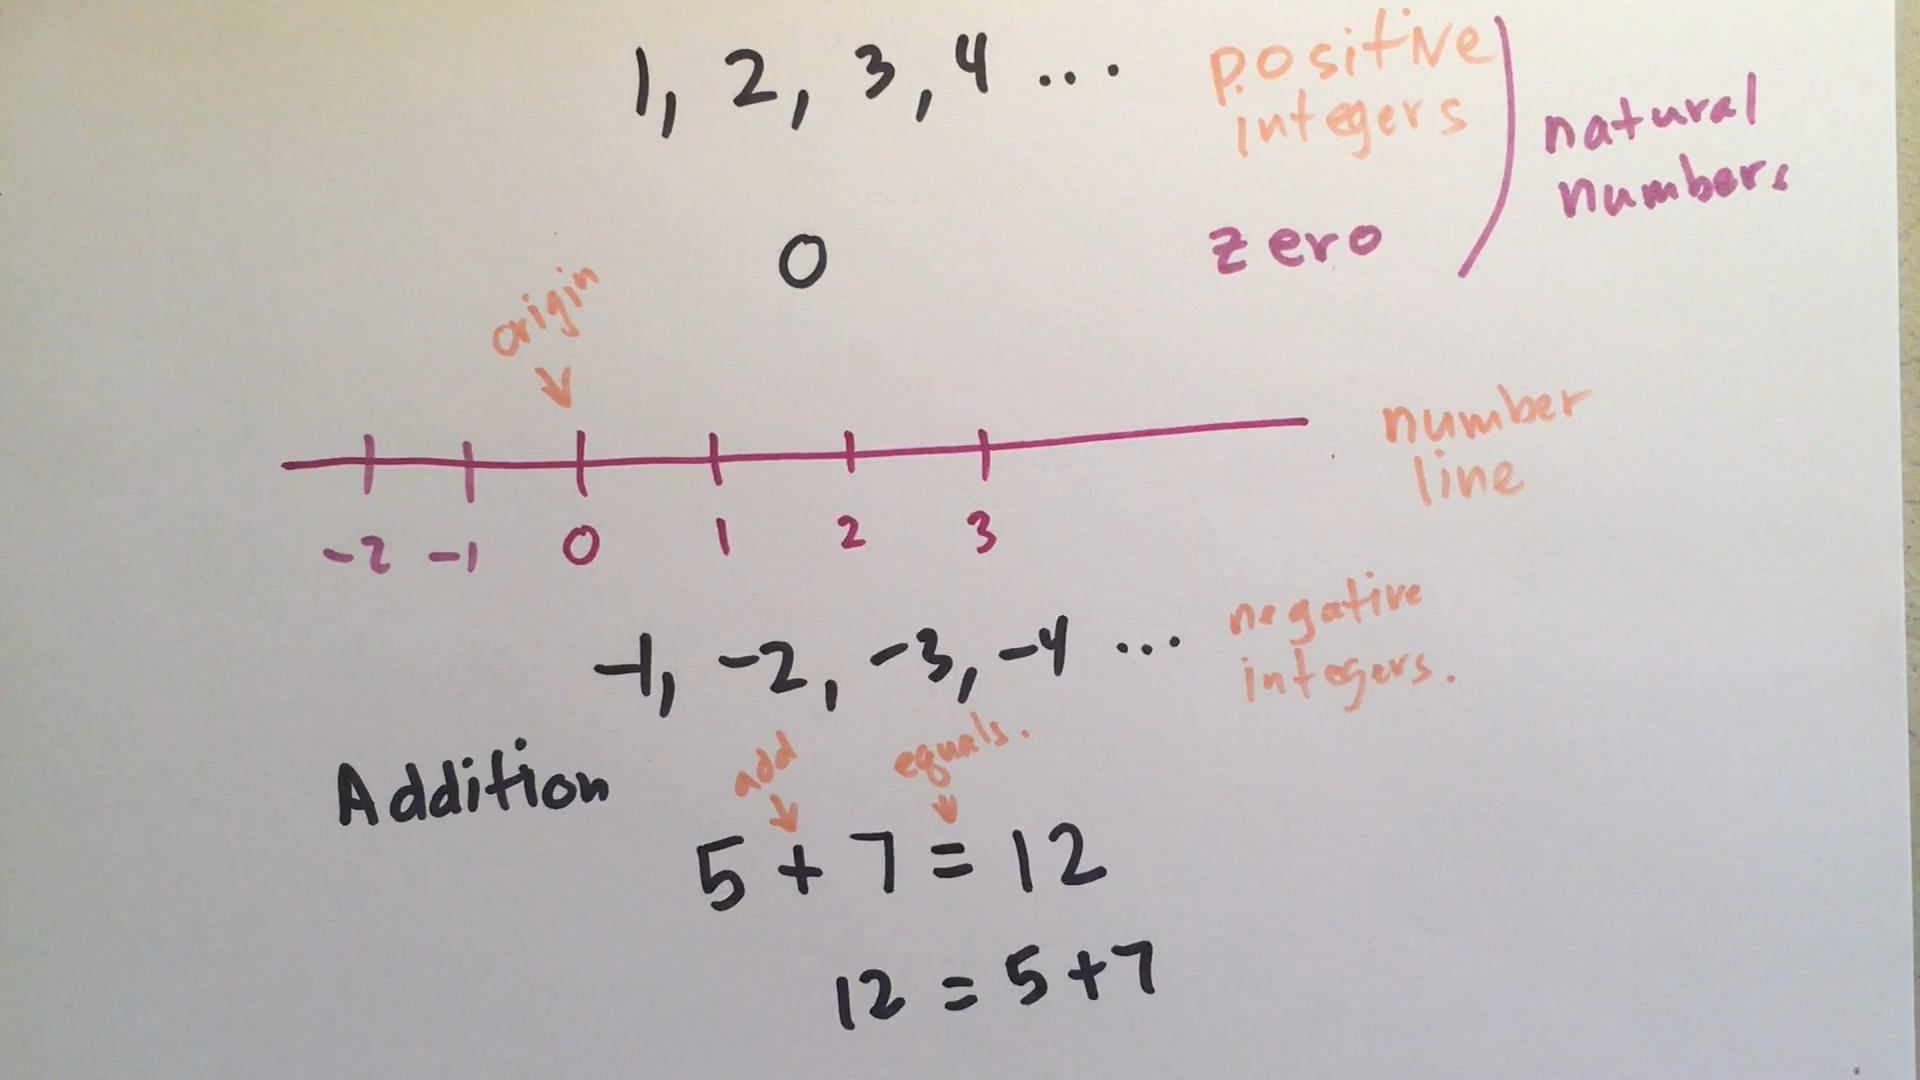 1, 2, 3, 4 ... positive
integers
natural
numbers.
0 zero
origin
number
line
-2 -1 0 1 2 3
-1, -2, -3, -4 ... negative
integers.
Addition
add equals.
5 + 7 = 12
12 = 5+7